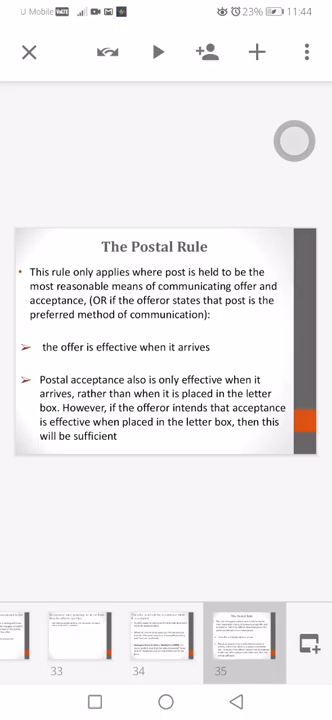 U Mobile VoLTE 23% 11:44
The Postal Rule
• This rule only applies where post is held to be the
most reasonable means of communicating offer and
acceptance, (OR if the offeror states that post is the
preferred method of communication):
➢ the offer is effective when it arrives
➢ Postal acceptance also is only effective when it
arrives, rather than when it is placed in the letter
box. However, if the offeror intends that acceptance
is effective when placed in the letter box, then this
will be sufficient
The Postal Rule
33 34 35